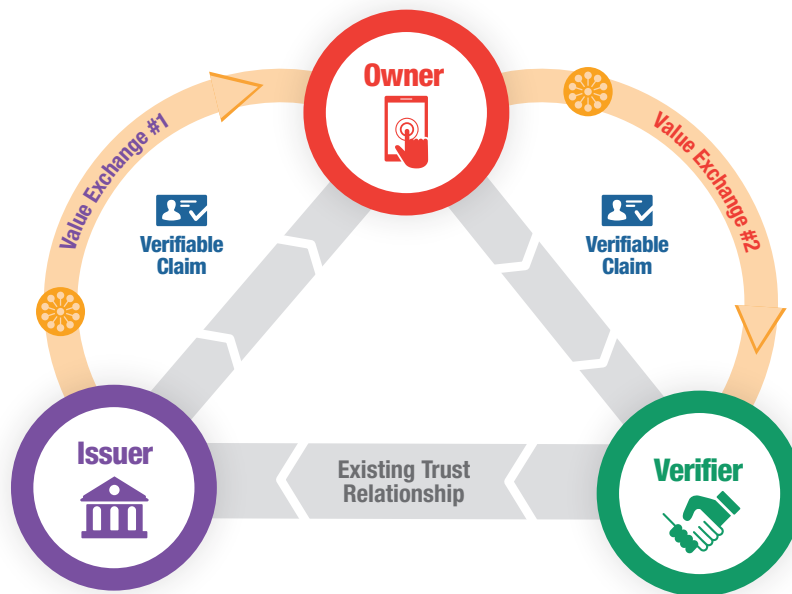 Owner
Value Exchange #1
Value Exchange #2
Verifiable
Claim
Verifiable
Claim
Issuer
Existing Trust
Relationship
Verifier